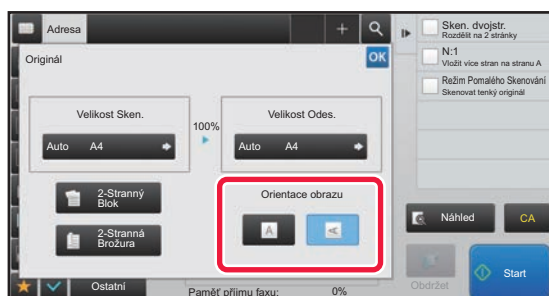 Adresa
Originál
OK
Velikost Sken.
Auto A4
100%
Velikost Odes.
Auto A4
2-Stranný
Blok
2-Stranná
Brožura
Orientace obrazu
A
A
Ostatní
Paměť příjmu faxu: 0%
Sken. dvojstr.
Rozdělit na 2 stránky
N:1
Vložit více stran na stranu A
Režim Pomalého Skenování
Skenovat tenký originál
Náhled
CA
Obdržet
Start